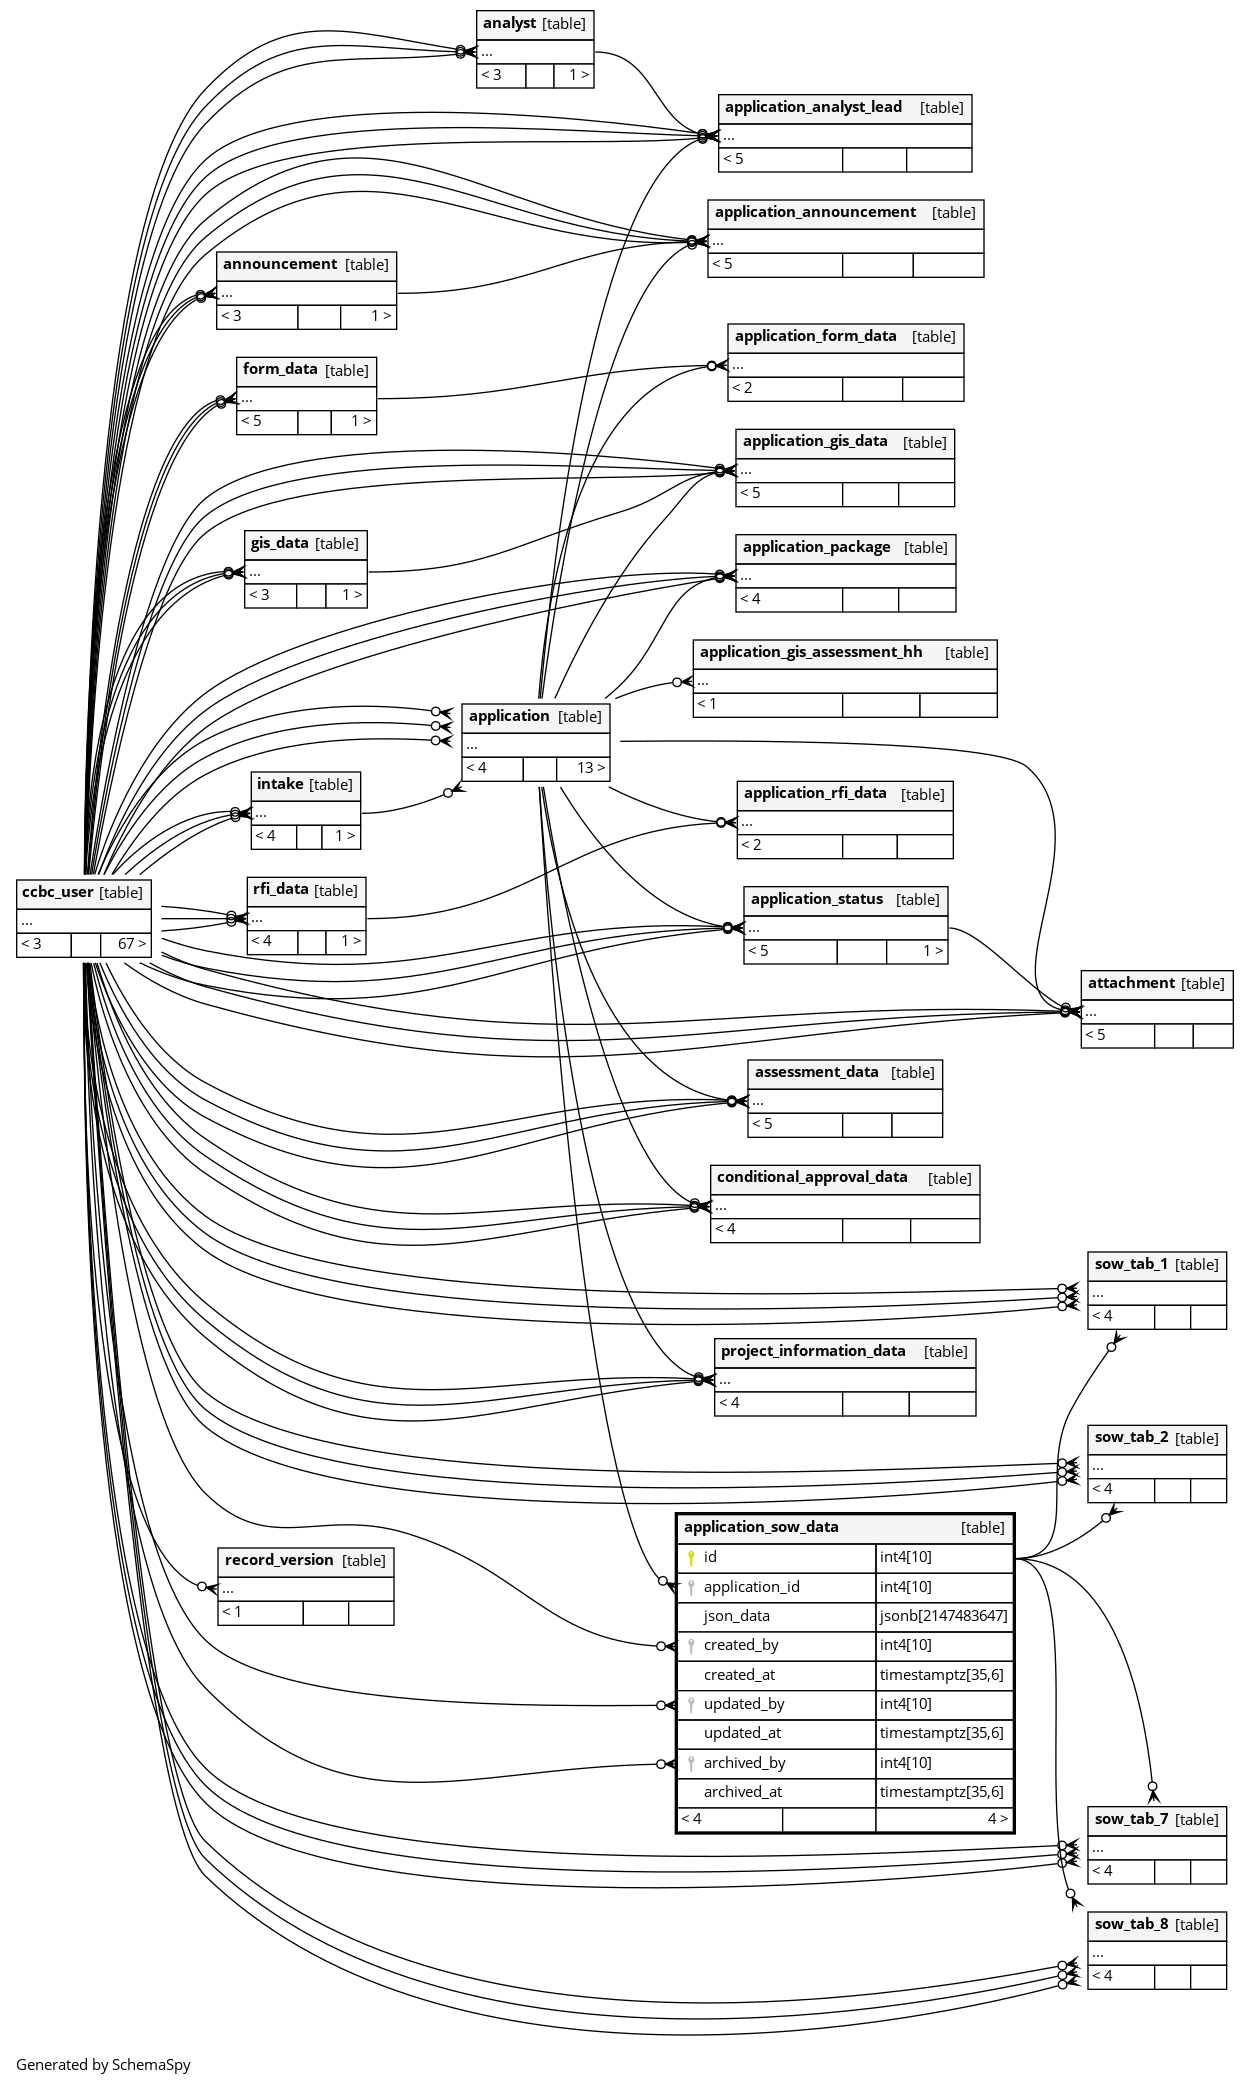 analyst [table]
...
< 3 1 >
application_analyst_lead [table]
...
< 5
application_announcement [table]
...
< 5
announcement [table]
...
< 3 1 >
application_form_data [table]
...
< 2
form_data [table]
...
< 5 1 >
application_gis_data [table]
...
< 5
gis_data [table]
...
< 3 1 >
application_package [table]
...
< 4
application_gis_assessment_hh [table]
...
< 1
application [table]
...
< 4 13 >
intake [table]
...
< 4 1 >
application_rfi_data [table]
...
< 2
ccbc_user [table]
...
< 3 67 >
rfi_data [table]
...
< 4 1 >
application_status [table]
...
< 5 1 >
attachment [table]
...
< 5
assessment_data [table]
...
< 5
conditional_approval_data [table]
...
< 4
sow_tab_1 [table]
...
< 4
project_information_data [table]
...
< 4
sow_tab_2 [table]
...
< 4
application_sow_data [table]
id int4[10]
application_id int4[10]
json_data jsonb[2147483647]
created_by int4[10]
created_at timestamptz[35,6]
updated_by int4[10]
updated_at timestamptz[35,6]
archived_by int4[10]
archived_at timestamptz[35,6]
< 4 4 >
record_version [table]
...
< 1
sow_tab_7 [table]
...
< 4
sow_tab_8 [table]
...
< 4
Generated by SchemaSpy